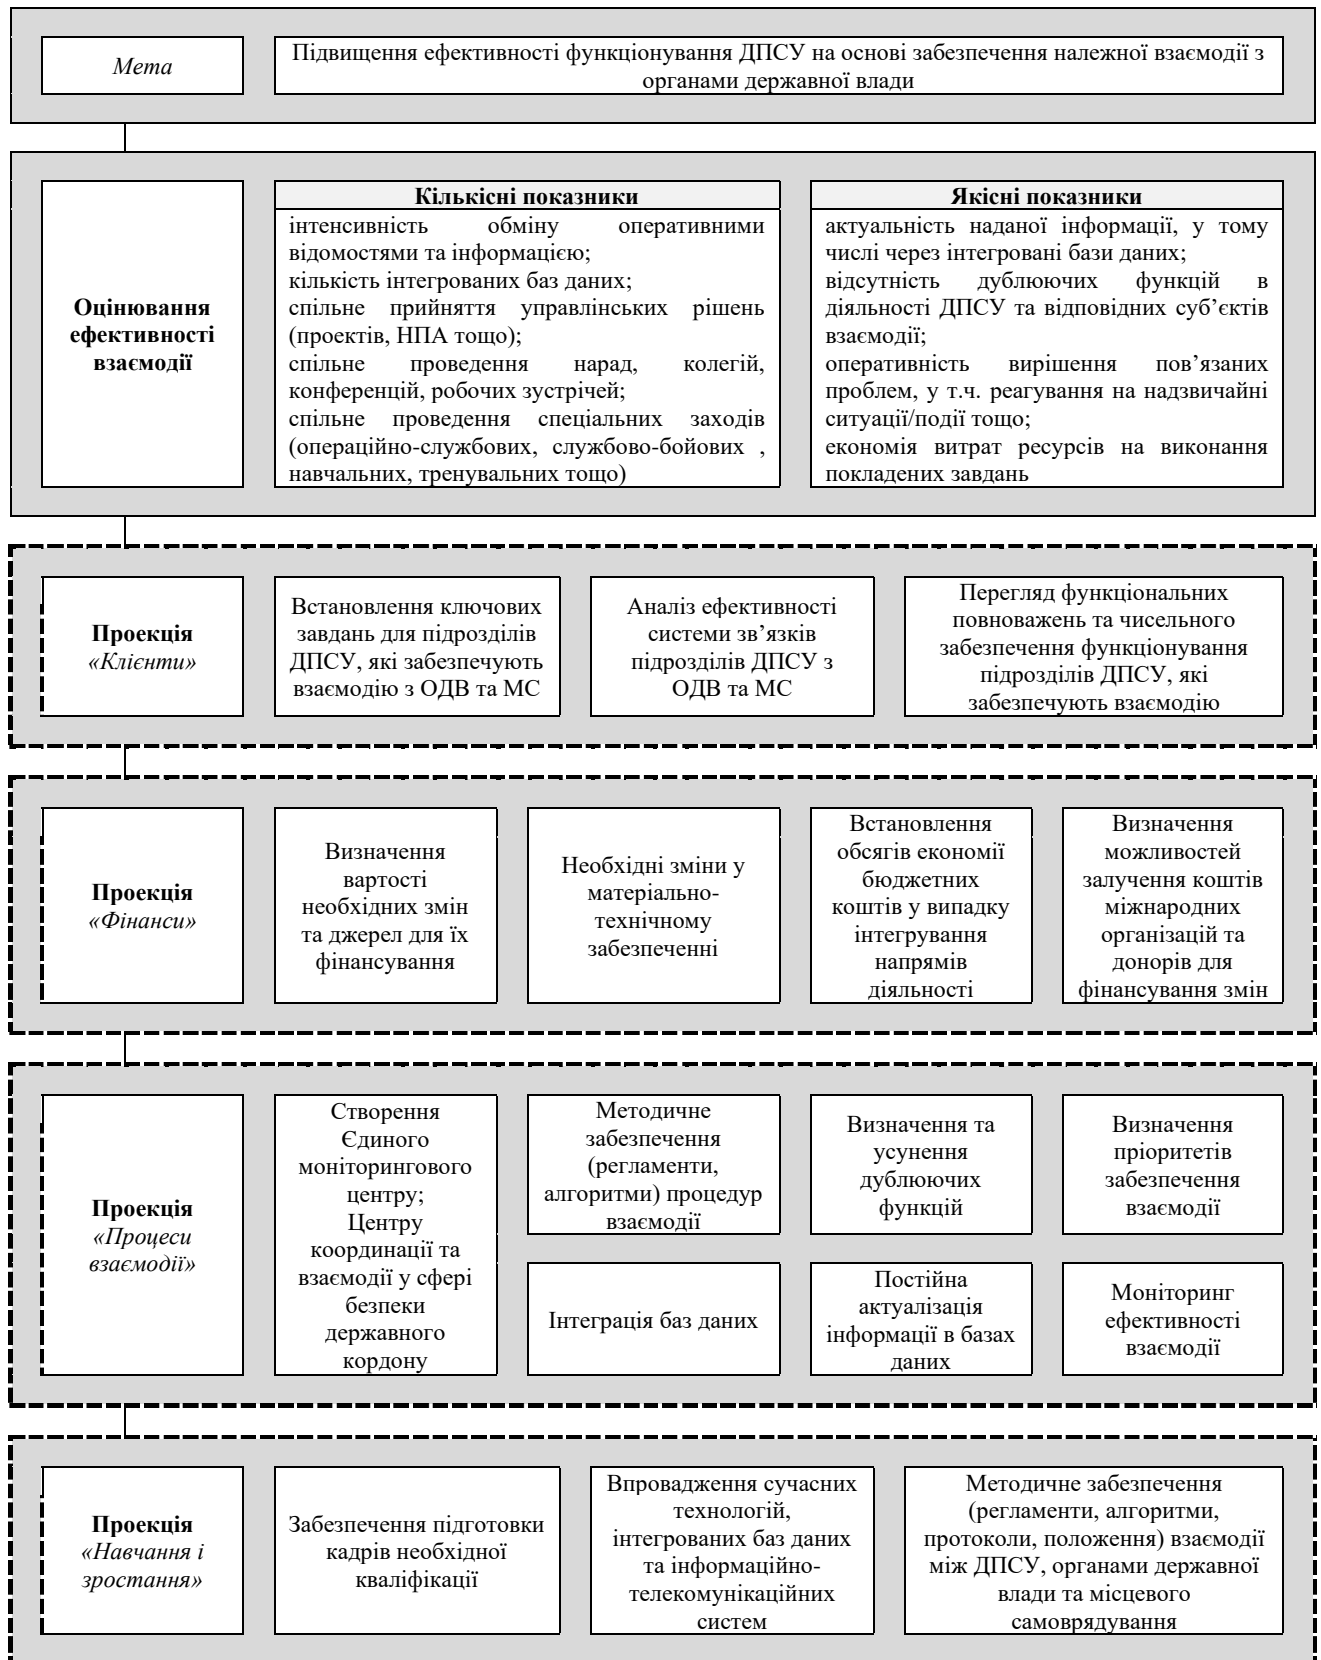 Мета
Підвищення ефективності функціонування ДПСУ на основі забезпечення належної взаємодії з
органами державної влади
Оцінювання
ефективності
взаємодії
Кількісні показники
інтенсивність обміну оперативними
відомостями та інформацією;
кількість інтегрованих баз даних;
спільне прийняття управлінських рішень
(проектів, НПА тощо);
спільне проведення нарад, колегій,
конференцій, робочих зустрічей;
спільне проведення спеціальних заходів
(операційно-службових, службово-бойових ,
навчальних, тренувальних тощо)
Якісні показники
актуальність наданої інформації, у тому
числі через інтегровані бази даних;
відсутність дублюючих функцій в
діяльності ДПСУ та відповідних суб’єктів
взаємодії;
оперативність вирішення пов’язаних
проблем, у т.ч. реагування на надзвичайні
ситуації/події тощо;
економія витрат ресурсів на виконання
покладених завдань
Проекція
«Клієнти»
Встановлення ключових
завдань для підрозділів
ДПСУ, які забезпечують
взаємодію з ОДВ та МС
Аналіз ефективності
системи зв’язків
підрозділів ДПСУ з
ОДВ та МС
Перегляд функціональних
повноважень та чисельного
забезпечення функціонування
підрозділів ДПСУ, які
забезпечують взаємодію
Проекція
«Фінанси»
Визначення
вартості
необхідних змін
та джерел для їх
фінансування
Необхідні зміни у
матеріально-
технічному
забезпеченні
Встановлення
обсягів економії
бюджетних
коштів у випадку
інтегрування
напрямів
діяльності
Визначення
можливостей
залучення коштів
міжнародних
організацій та
донорів для
фінансування змін
Проекція
«Процеси
взаємодії»
Створення
Єдиного
моніторингового
центру;
Центру
координації та
взаємодії у сфері
безпеки
державного
кордону
Методичне
забезпечення
(регламенти,
алгоритми) процедур
взаємодії
Визначення та
усунення
дублюючих
функцій
Визначення
пріоритетів
забезпечення
взаємодії
Інтеграція баз даних
Постійна
актуалізація
інформації в базах
даних
Моніторинг
ефективності
взаємодії
Проекція
«Навчання і
зростання»
Забезпечення підготовки
кадрів необхідної
кваліфікації
Впровадження сучасних
технологій,
інтегрованих баз даних
та інформаційно-
телекомунікаційних
систем
Методичне забезпечення
(регламенти, алгоритми,
протоколи, положення) взаємодії
між ДПСУ, органами державної
влади та місцевого
самоврядування